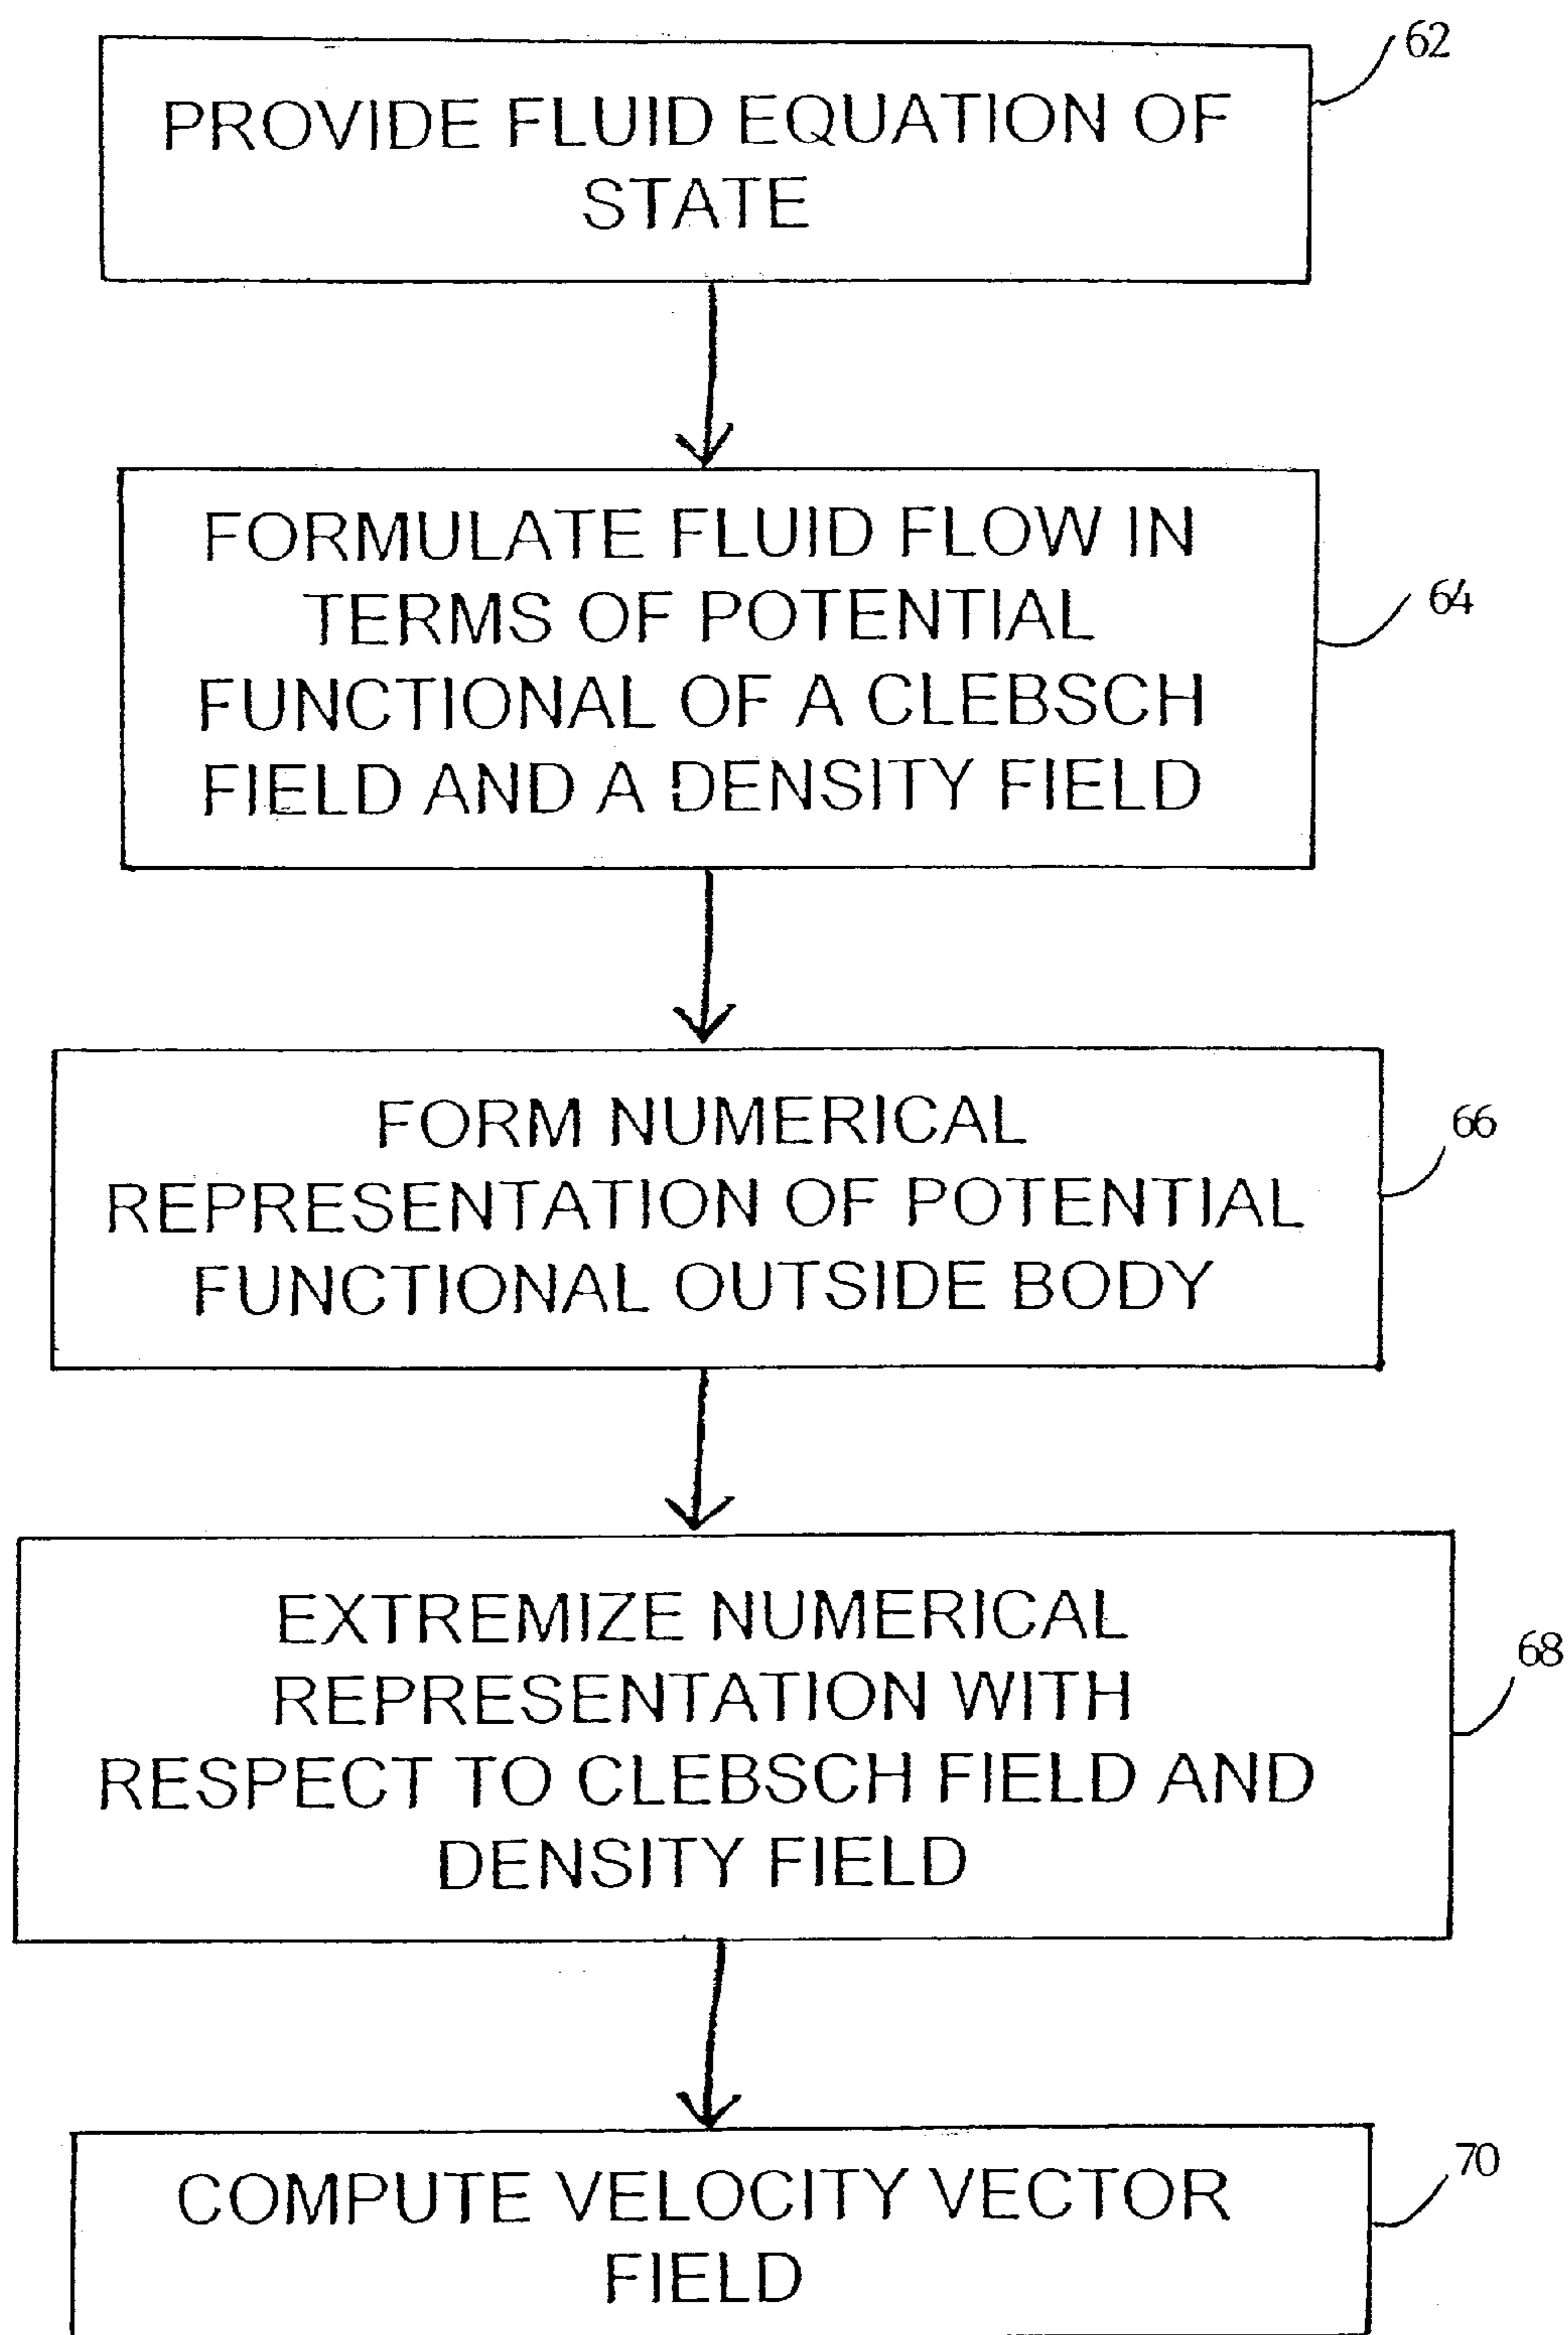 62
PROVIDE FLUID EQUATION OF
STATE
FORMULATE FLUID FLOW IN
TERMS OF POTENTIAL
FUNCTIONAL OF A CLEBSCH
FIELD AND A DENSITY FIELD
64
FORM NUMERICAL
REPRESENTATION OF POTENTIAL
FUNCTIONAL OUTSIDE BODY
66
EXTREMIZE NUMERICAL
REPRESENTATION WITH
RESPECT TO CLEBSCH FIELD AND
DENSITY FIELD
68
COMPUTE VELOCITY VECTOR
FIELD
70